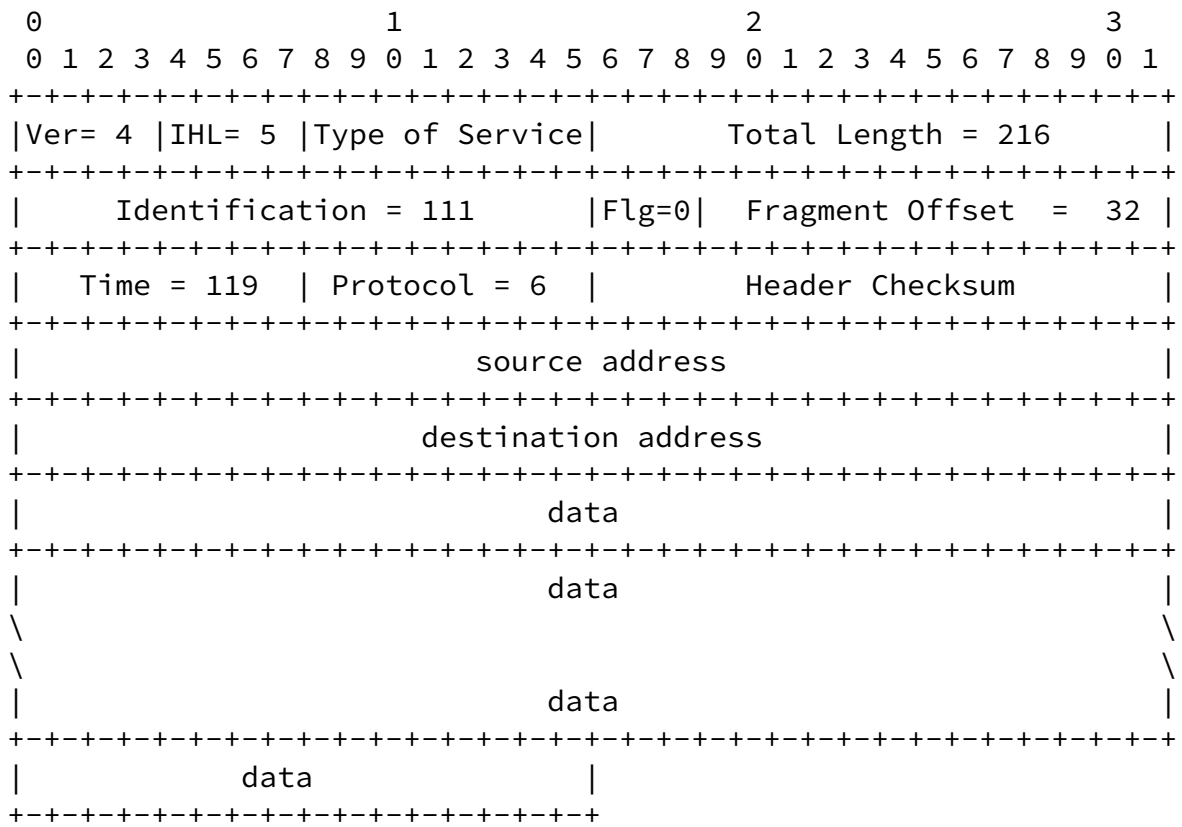 0                   1                   2                   3
 0 1 2 3 4 5 6 7 8 9 0 1 2 3 4 5 6 7 8 9 0 1 2 3 4 5 6 7 8 9 0 1
+-+-+-+-+-+-+-+-+-+-+-+-+-+-+-+-+-+-+-+-+-+-+-+-+-+-+-+-+-+-+-+-+
|Ver= 4 |IHL= 5 |Type of Service|       Total Length = 216      |
+-+-+-+-+-+-+-+-+-+-+-+-+-+-+-+-+-+-+-+-+-+-+-+-+-+-+-+-+-+-+-+-+
|     Identification = 111      |Flg=0|  Fragment Offset  =  32 |
+-+-+-+-+-+-+-+-+-+-+-+-+-+-+-+-+-+-+-+-+-+-+-+-+-+-+-+-+-+-+-+-+
|   Time = 119  | Protocol = 6  |        Header Checksum        |
+-+-+-+-+-+-+-+-+-+-+-+-+-+-+-+-+-+-+-+-+-+-+-+-+-+-+-+-+-+-+-+-+
|                         source address                        |
+-+-+-+-+-+-+-+-+-+-+-+-+-+-+-+-+-+-+-+-+-+-+-+-+-+-+-+-+-+-+-+-+
|                      destination address                      |
+-+-+-+-+-+-+-+-+-+-+-+-+-+-+-+-+-+-+-+-+-+-+-+-+-+-+-+-+-+-+-+-+
|                             data                              |
+-+-+-+-+-+-+-+-+-+-+-+-+-+-+-+-+-+-+-+-+-+-+-+-+-+-+-+-+-+-+-+-+
|                             data                              |
\                                                               \
\                                                               \
|                             data                              |
+-+-+-+-+-+-+-+-+-+-+-+-+-+-+-+-+-+-+-+-+-+-+-+-+-+-+-+-+-+-+-+-+
|            data               |
+-+-+-+-+-+-+-+-+-+-+-+-+-+-+-+-+